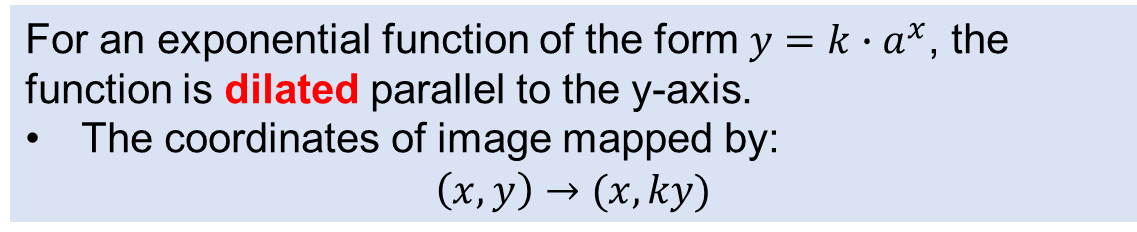 For an exponential function of the form 𝑦 = 𝑘 · 𝑎ˣ, the
function is dilated parallel to the y-axis.
• The coordinates of image mapped by:
(𝑥, 𝑦) → (𝑥, 𝑘𝑦)